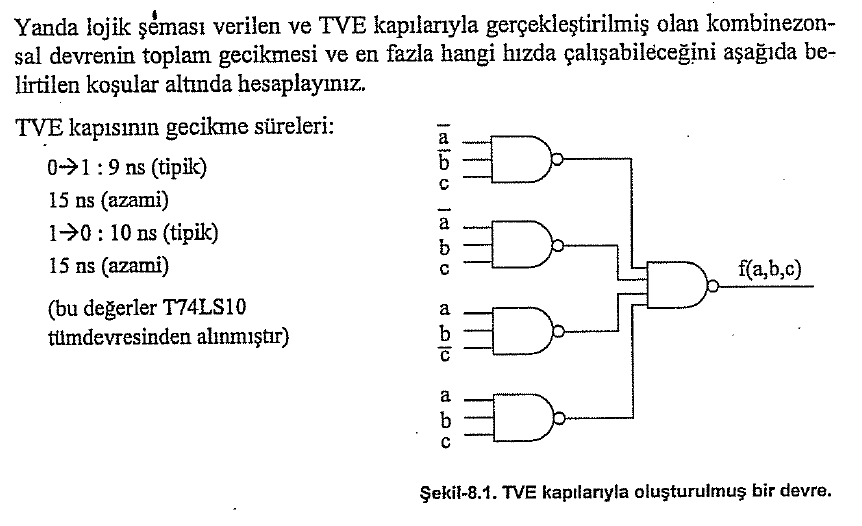 Yanda lojik şeması verilen ve TVE kapılarıyla gerçekleştirilmiş olan kombinezon-
sal devrenin toplam gecikmesi ve en fazla hangi hızda çalışabileceğini aşağıda be-
lirtilen koşular altında hesaplayınız.
TVE kapısının gecikme süreleri:
0→1 : 9 ns (tipik)
15 ns (azami)
1→0 : 10 ns (tipik)
15 ns (azami)
(bu değerler T74LS10
tümdevresinden alınmıştır)
a̅
b̅
c
a̅
b
c
a
b
c̅
a
b
c
f(a,b,c)
Şekil-8.1. TVE kapılarıyla oluşturulmuş bir devre.